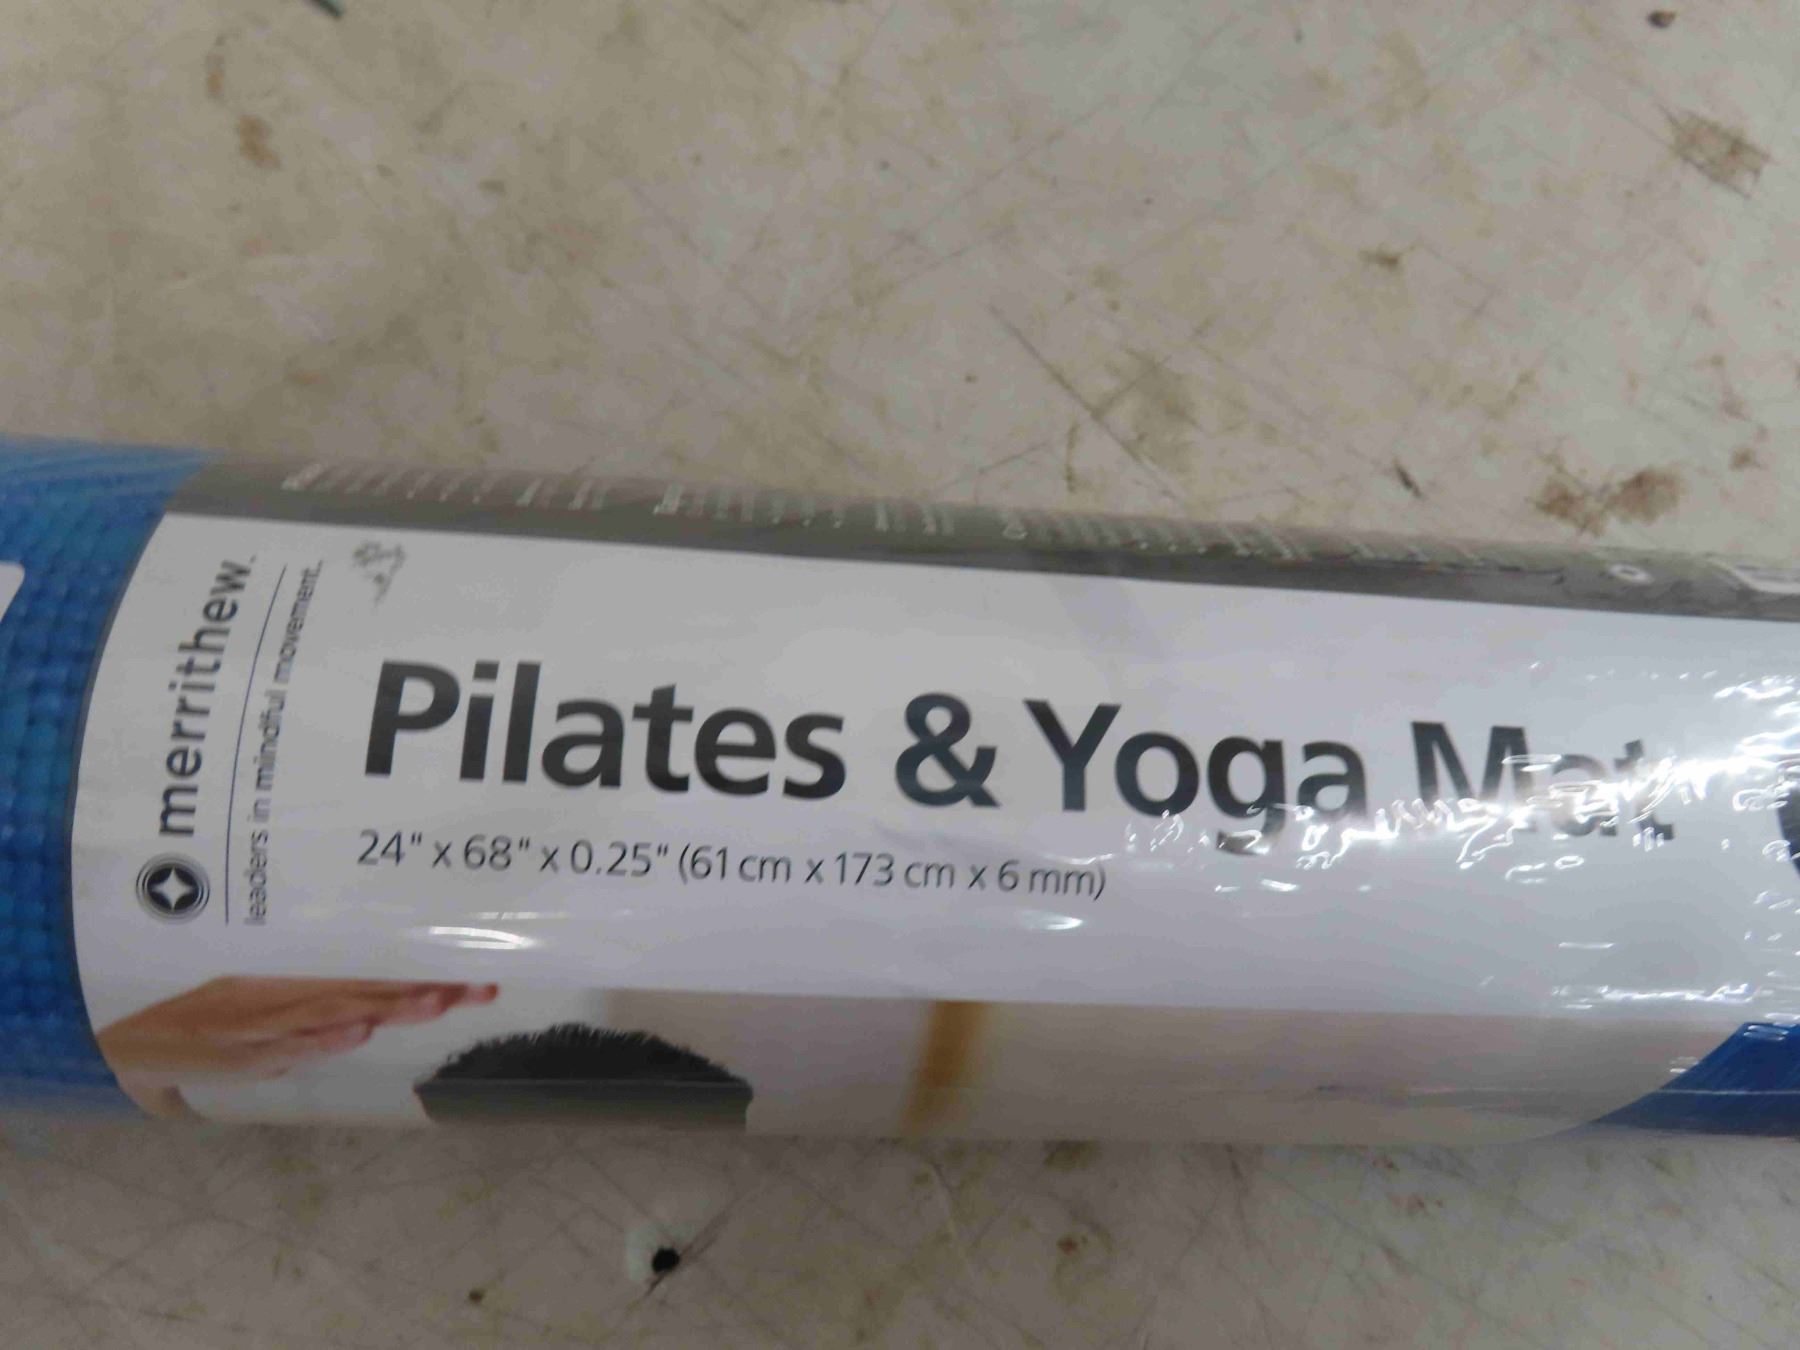 merrithew.
leaders in mindful movement.
Pilates & Yoga Mat
24" x 68" x 0.25" (61 cm x 173 cm x 6 mm)